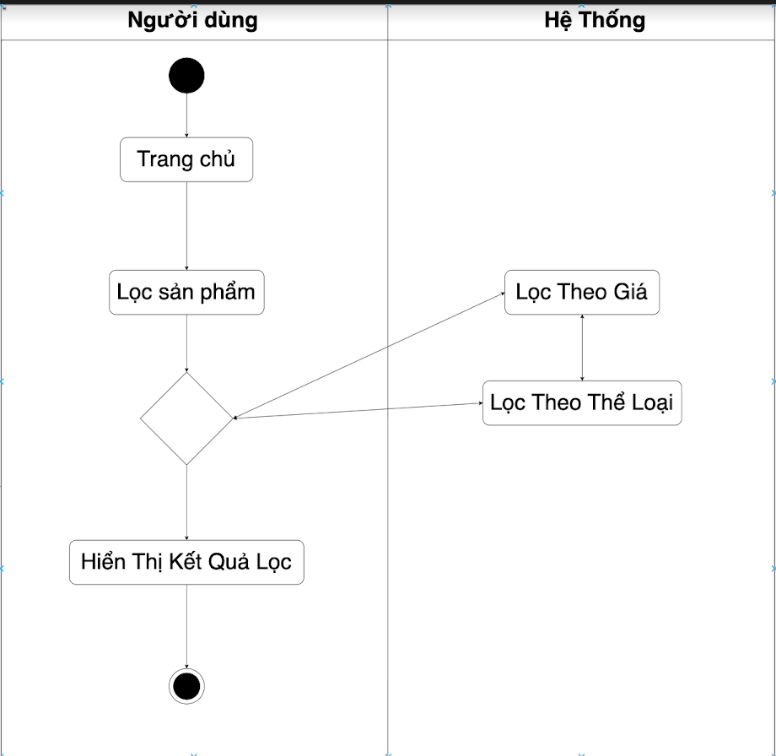 Người dùng
Hệ Thống
Trang chủ
Lọc sản phẩm
Lọc Theo Giá
Lọc Theo Thể Loại
Hiển Thị Kết Quả Lọc